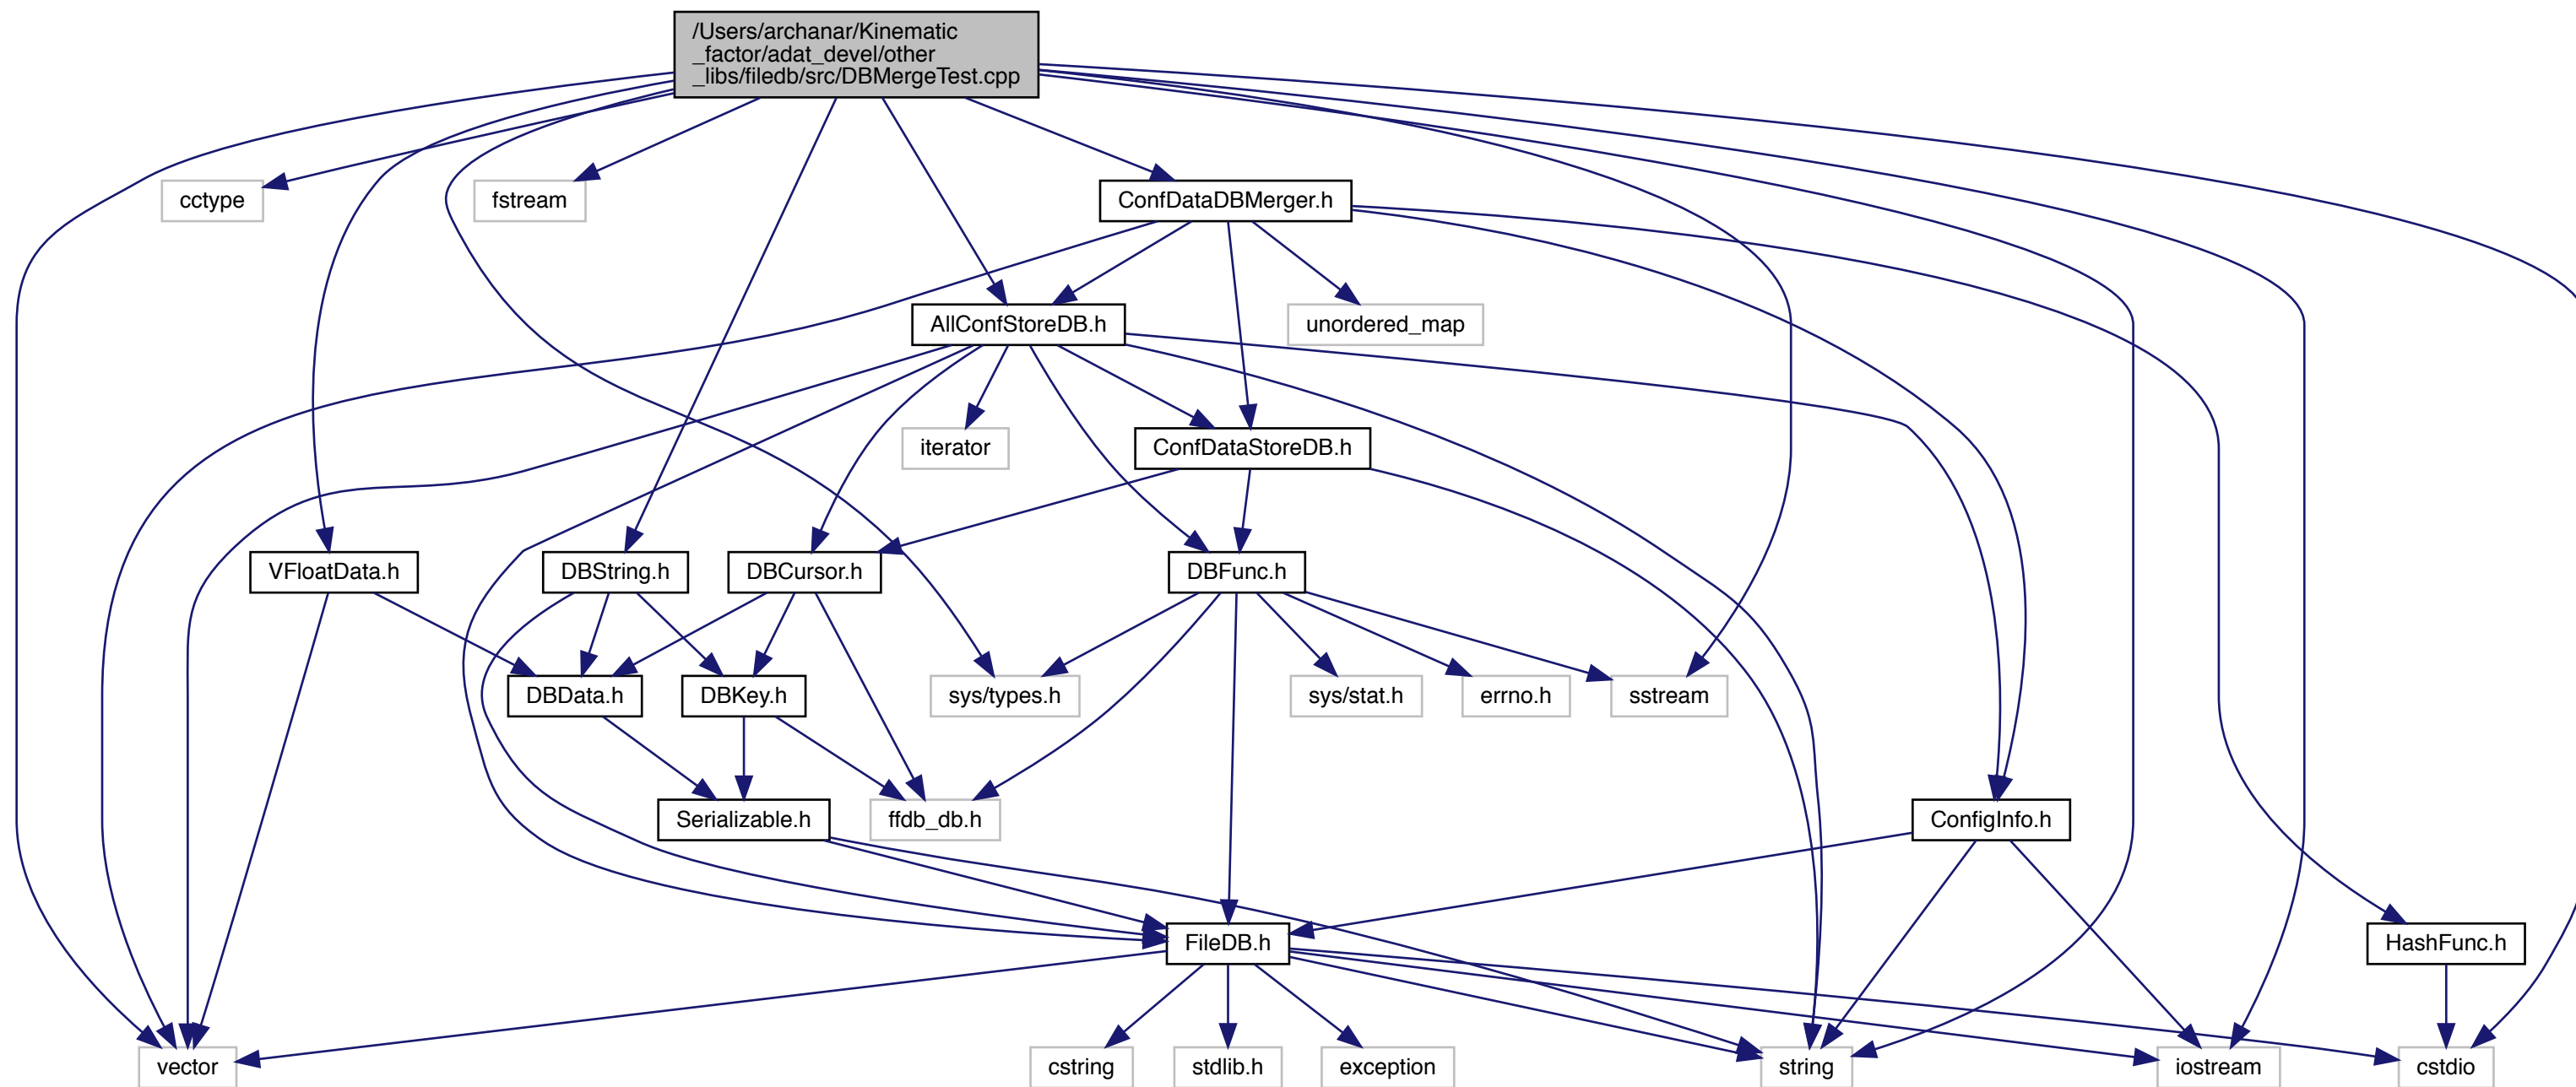 /Users/archanar/Kinematic
_factor/adat_devel/other
_libs/filedb/src/DBMergeTest.cpp
cctype
fstream
ConfDataDBMerger.h
AllConfStoreDB.h
unordered_map
iterator
ConfDataStoreDB.h
VFloatData.h
DBString.h
DBCursor.h
DBFunc.h
DBData.h
DBKey.h
sys/types.h
sys/stat.h
errno.h
sstream
Serializable.h
ffdb_db.h
ConfigInfo.h
FileDB.h
HashFunc.h
vector
cstring
stdlib.h
exception
string
iostream
cstdio